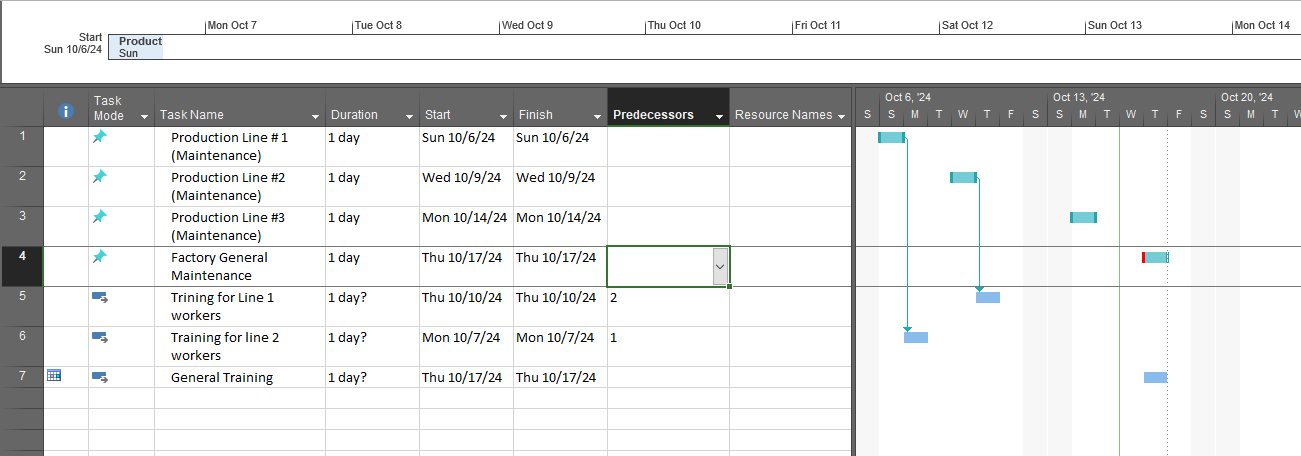 Mon Oct 7 Tue Oct 8 Wed Oct 9 Thu Oct 10 Fri Oct 11 Sat Oct 12 Sun Oct 13 Mon Oct 14
Start
Sun 10/6/24
Product
Sun
Task Mode Task Name Duration Start Finish Predecessors Resource Names
Oct 6, '24 Oct 13, '24 Oct 20, '24
S S M T W T F S S M T W T F S S M T W
1 Production Line # 1 1 day Sun 10/6/24 Sun 10/6/24
(Maintenance)
2 Production Line #2 1 day Wed 10/9/24 Wed 10/9/24
(Maintenance)
3 Production Line #3 1 day Mon 10/14/24 Mon 10/14/24
(Maintenance)
4 Factory General 1 day Thu 10/17/24 Thu 10/17/24
Maintenance
5 Trining for Line 1 1 day? Thu 10/10/24 Thu 10/10/24 2
workers
6 Training for line 2 1 day? Mon 10/7/24 Mon 10/7/24 1
workers
7 General Training 1 day? Thu 10/17/24 Thu 10/17/24